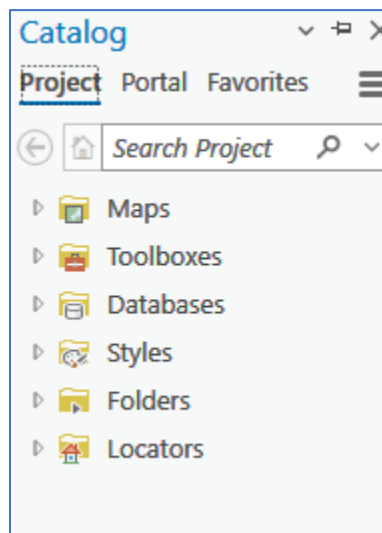 Catalog
Project Portal Favorites
Search Project
Maps
Toolboxes
Databases
Styles
Folders
Locators